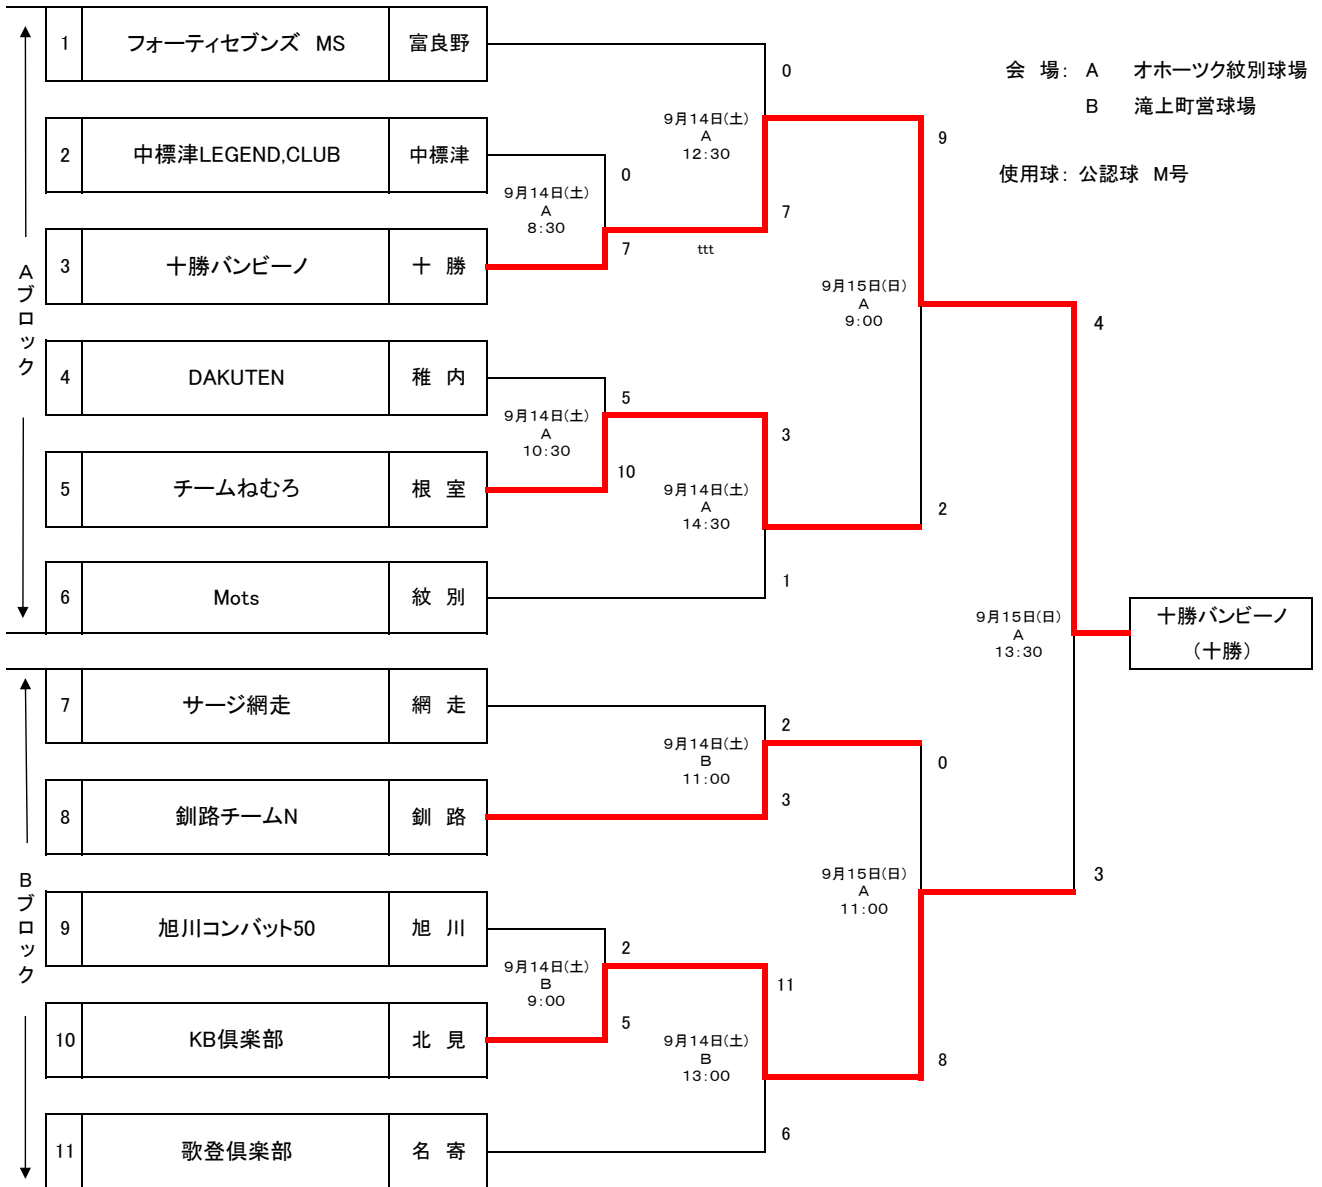 1 フォーティセブンズ MS 富良野
2 中標津LEGEND,CLUB 中標津
3 十勝バンビーノ 十 勝
4 DAKUTEN 稚 内
5 チームねむろ 根 室
6 Mots 紋 別
7 サージ網走 網 走
8 釧路チームN 釧 路
9 旭川コンバット50 旭 川
10 KB倶楽部 北 見
11 歌登倶楽部 名 寄
Aブロック
Bブロック
会 場: A オホーツク紋別球場
B 滝上町営球場
使用球: 公認球 M号
9月14日(土)
A
8:30
0
7
ttt
9月14日(土)
A
10:30
5
10
9月14日(土)
B
9:00
2
5
9月14日(土)
A
12:30
0
7
9月14日(土)
A
14:30
3
1
9月14日(土)
B
11:00
2
3
9月14日(土)
B
13:00
11
6
9月15日(日)
A
9:00
9
2
9月15日(日)
A
11:00
0
8
9月15日(日)
A
13:30
4
3
十勝バンビーノ
(十勝)